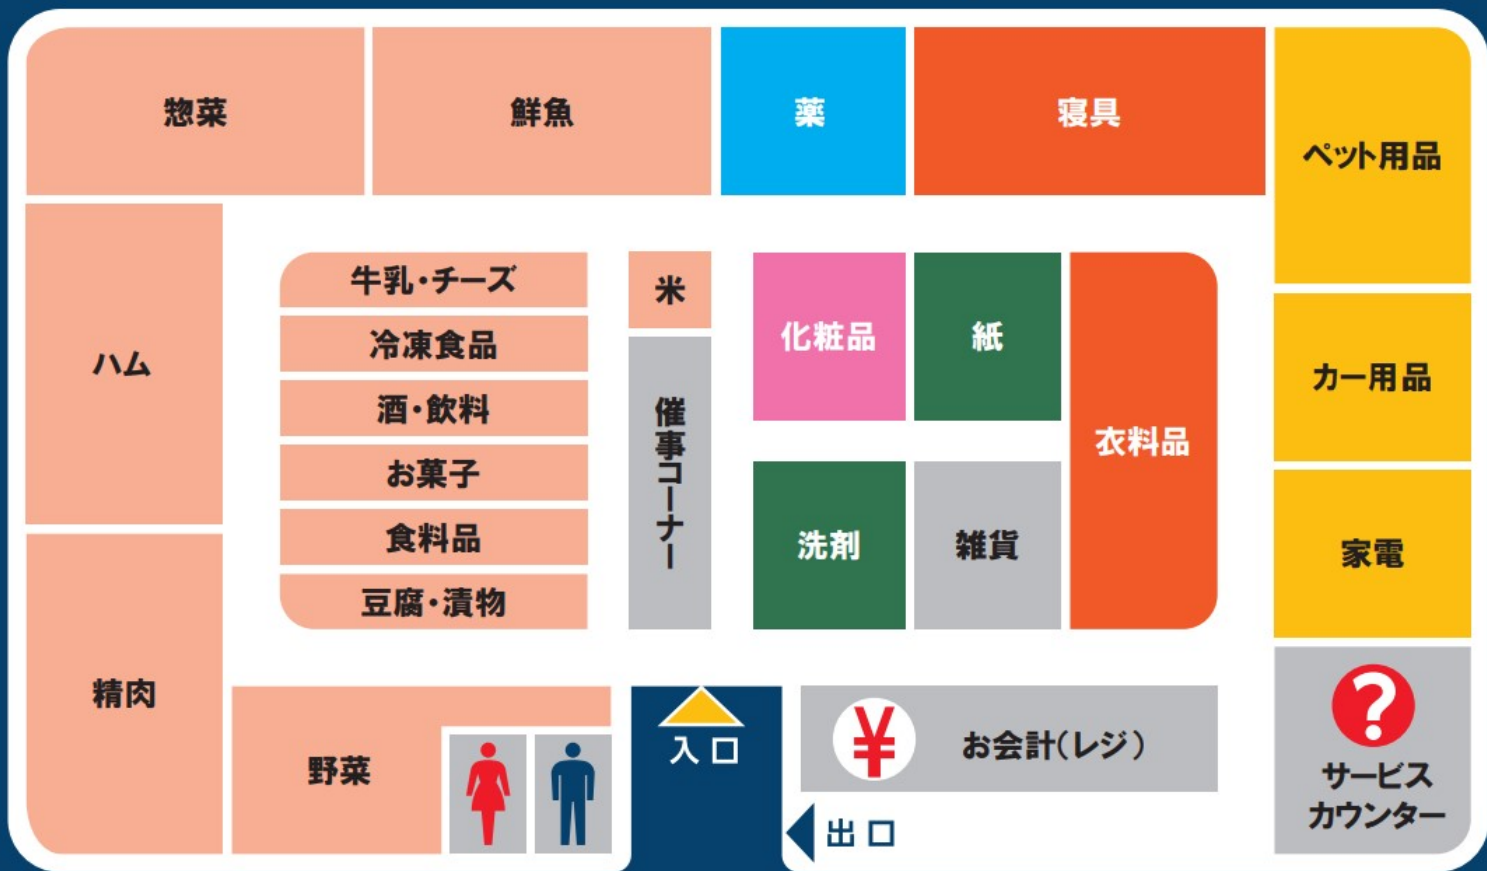 惣菜
鮮魚
薬
寝具
ペット用品
ハム
牛乳・チーズ
冷凍食品
酒・飲料
お菓子
食料品
豆腐・漬物
米
催事コーナー
化粧品
紙
衣料品
洗剤
雑貨
カー用品
家電
精肉
野菜
入口
¥
お会計(レジ)
出口
?
サービス
カウンター